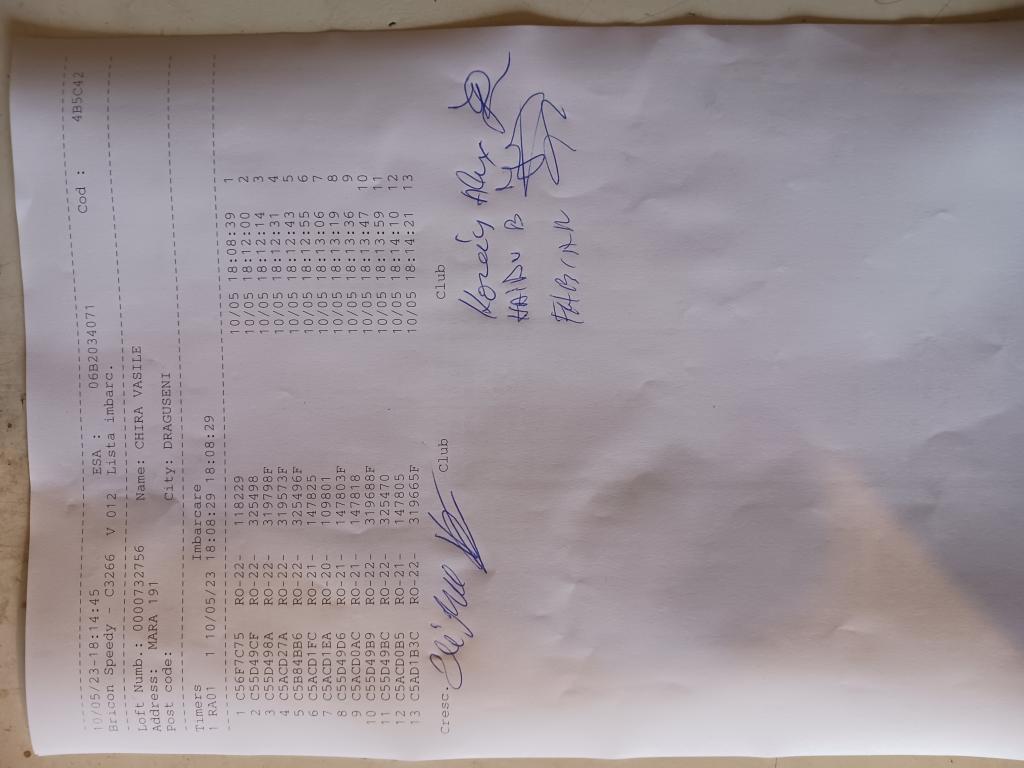 10/05/23-18:14:45 ESA : 06B2034071 Cod : 4B5C42
Bricon Speedy - C3266 V 012 Lista imbarc.
Loft Numb.: 0000732756 Name: CHIRA VASILE
Address: MARA 191
Post code: City: DRAGUSENI
Timers Imbarcare
1 RA01 1 10/05/23 18:08:29 18:08:29
1 C56F7C75 RO-22- 118229 10/05 18:08:39 1
2 C55D49CF RO-22- 325498 10/05 18:12:00 2
3 C55D498A RO-22- 319798F 10/05 18:12:14 3
4 C5ACD27A RO-22- 319573F 10/05 18:12:31 4
5 C5B84BB6 RO-22- 325496F 10/05 18:12:43 5
6 C5ACD1FC RO-21- 147825 10/05 18:12:55 6
7 C5ACD1EA RO-20- 109801 10/05 18:13:06 7
8 C55D49D6 RO-21- 147803F 10/05 18:13:19 8
9 C5ACD0AC RO-21- 147818 10/05 18:13:36 9
10 C55D49B9 RO-22- 319688F 10/05 18:13:47 10
11 C55D49BC RO-22- 325470 10/05 18:13:59 11
12 C5ACD0B5 RO-21- 147805 10/05 18:14:10 12
13 C5AD1B3C RO-22- 319665F 10/05 18:14:21 13
Cresc. Club Club
Alex
HAIDU B
FABIAN